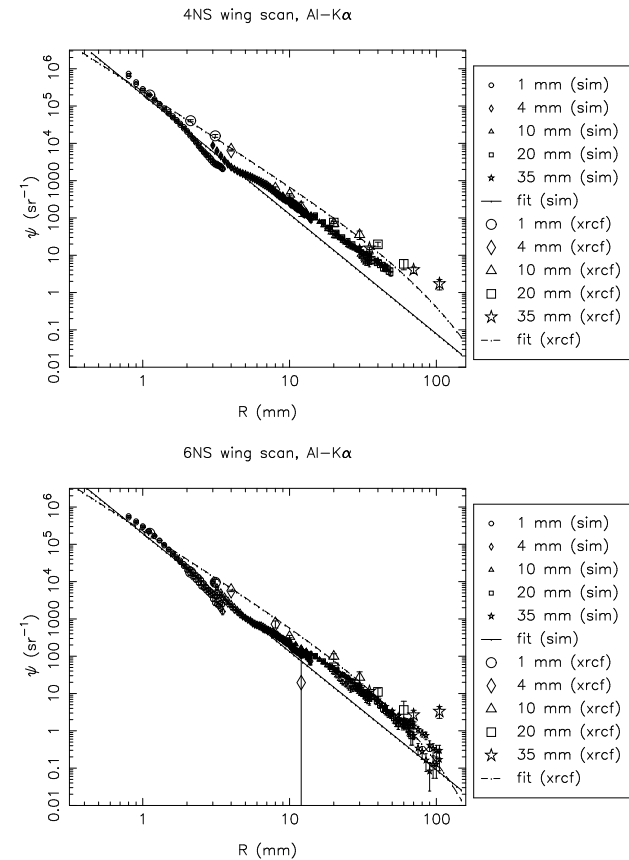 4NS wing scan, Al−Kα
ψ (sr⁻¹)
10⁶
10⁵
10⁴
1000
100
10
1
0.1
0.01
1
10
100
R (mm)
1 mm (sim)
4 mm (sim)
10 mm (sim)
20 mm (sim)
35 mm (sim)
fit (sim)
1 mm (xrcf)
4 mm (xrcf)
10 mm (xrcf)
20 mm (xrcf)
35 mm (xrcf)
fit (xrcf)
6NS wing scan, Al−Kα
ψ (sr⁻¹)
10⁶
10⁵
10⁴
1000
100
10
1
0.1
0.01
1
10
100
R (mm)
1 mm (sim)
4 mm (sim)
10 mm (sim)
20 mm (sim)
35 mm (sim)
fit (sim)
1 mm (xrcf)
4 mm (xrcf)
10 mm (xrcf)
20 mm (xrcf)
35 mm (xrcf)
fit (xrcf)